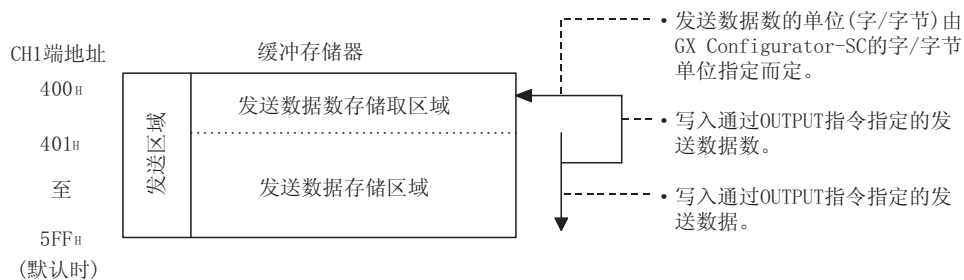 CH1端地址
缓冲存储器
400H
401H
至
5FFH
(默认时)
发送区域
发送数据数存储取区域
发送数据存储区域
・发送数据数的单位(字/字节)由
GX Configurator-SC的字/字节
单位指定而定。
・写入通过OUTPUT指令指定的发
送数据数。
・写入通过OUTPUT指令指定的发
送数据。